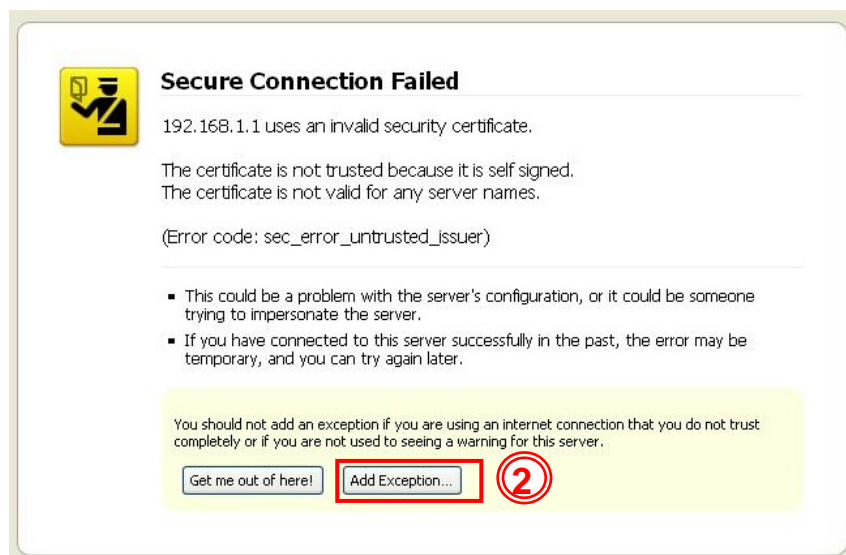 Secure Connection Failed
192.168.1.1 uses an invalid security certificate.
The certificate is not trusted because it is self signed.
The certificate is not valid for any server names.
(Error code: sec_error_untrusted_issuer)
▪ This could be a problem with the server's configuration, or it could be someone
trying to impersonate the server.
▪ If you have connected to this server successfully in the past, the error may be
temporary, and you can try again later.
You should not add an exception if you are using an internet connection that you do not trust
completely or if you are not used to seeing a warning for this server.
Get me out of here! Add Exception... 2